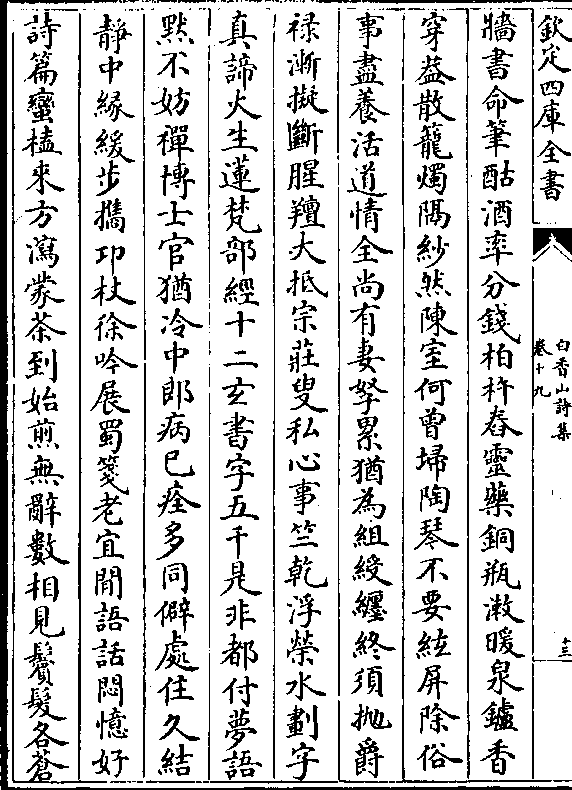 欽定四庫全書
白香山詩集
卷十九
十三
牆書命筆酤酒率分錢柏杵舂靈藥銅瓶漱暖泉鑪香
穿葢散籠燭隔紗然陳室何曾埽陶琴不要絃屏除俗
事盡養活道情全尚有妻孥累猶為組綬纏終須抛爵
禄漸擬斷腥羶大抵宗莊叟私心事竺乾浮榮水劃字
真諦火生蓮梵部經十二玄書字五千是非都付夢語
黙不妨禪博士官猶冷中郎病已痊多同僻處住久結
靜中緣緩步攜卭杖徐吟展蜀箋老宜閒語話悶憶好
詩篇蠻榼來方瀉蒙茶到始煎無辭數相見鬢髮各蒼